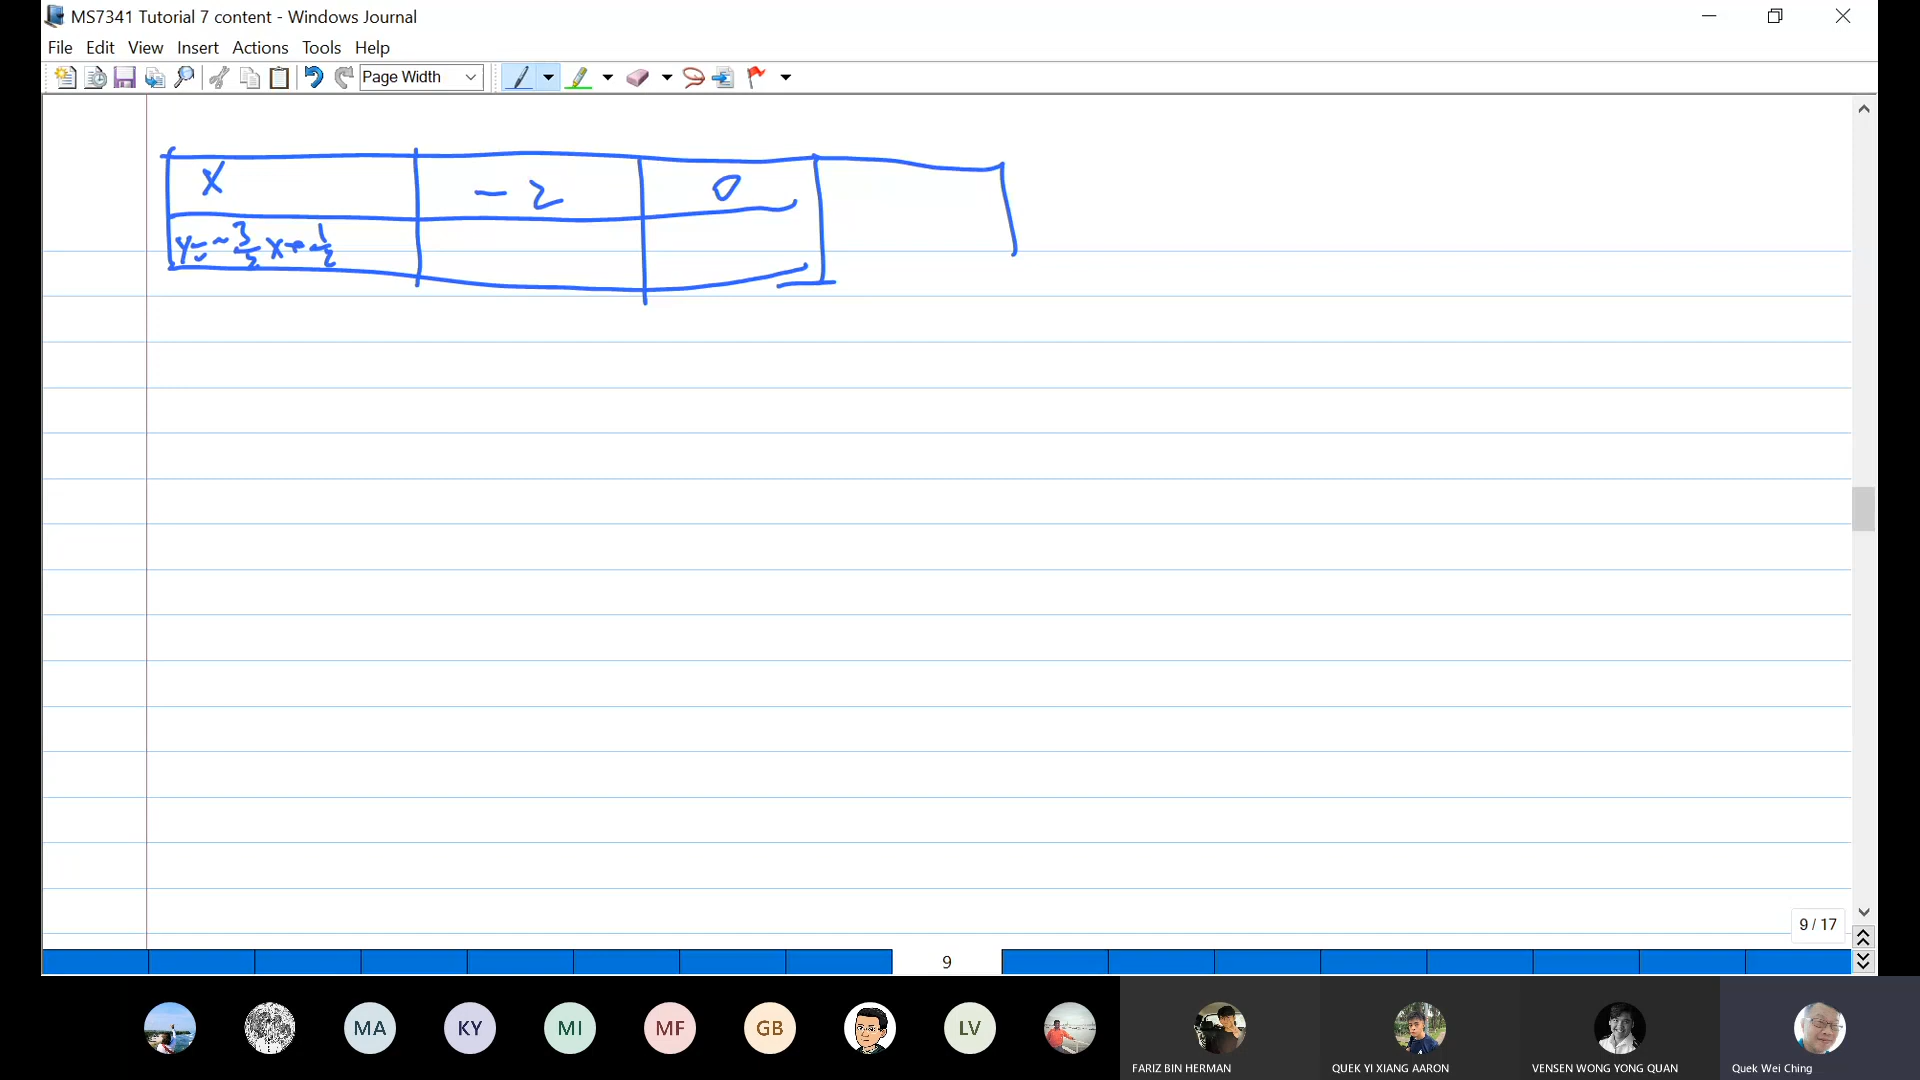 MS7341 Tutorial 7 content - Windows Journal
File Edit View Insert Actions Tools Help
Page Width
x -2 0
y = -3/2 x + 1/2
9 / 17
9
MA KY MI MF GB LV
FARIZ BIN HERMAN QUEK YI XIANG AARON VENSEN WONG YONG QUAN Quek Wei Ching